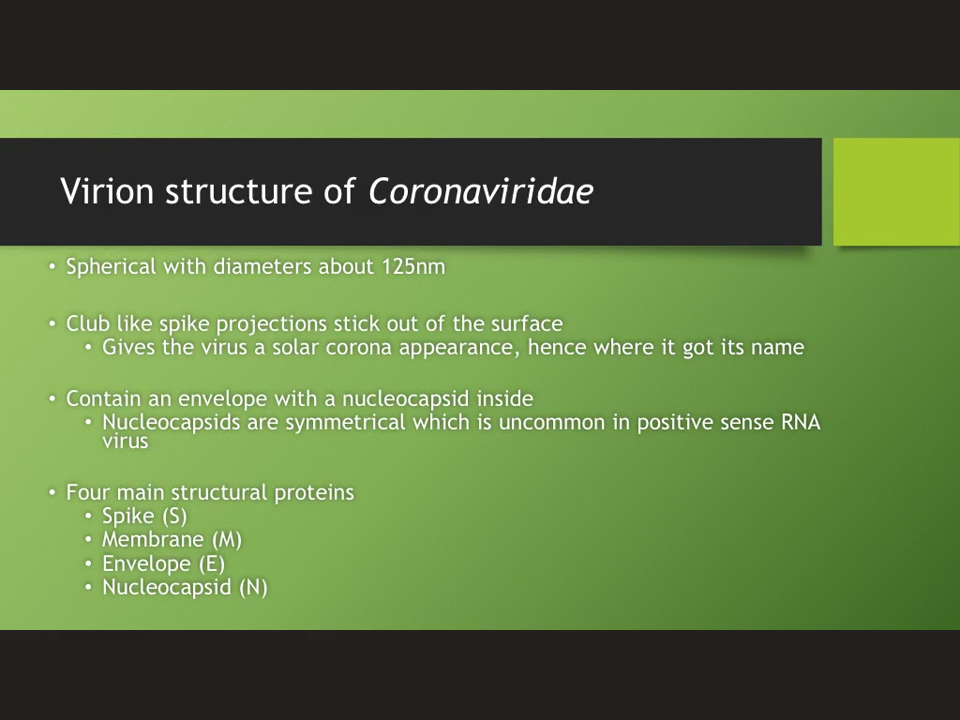 Virion structure of Coronaviridae
• Spherical with diameters about 125nm
• Club like spike projections stick out of the surface
• Gives the virus a solar corona appearance, hence where it got its name
• Contain an envelope with a nucleocapsid inside
• Nucleocapsids are symmetrical which is uncommon in positive sense RNA
virus
• Four main structural proteins
• Spike (S)
• Membrane (M)
• Envelope (E)
• Nucleocapsid (N)